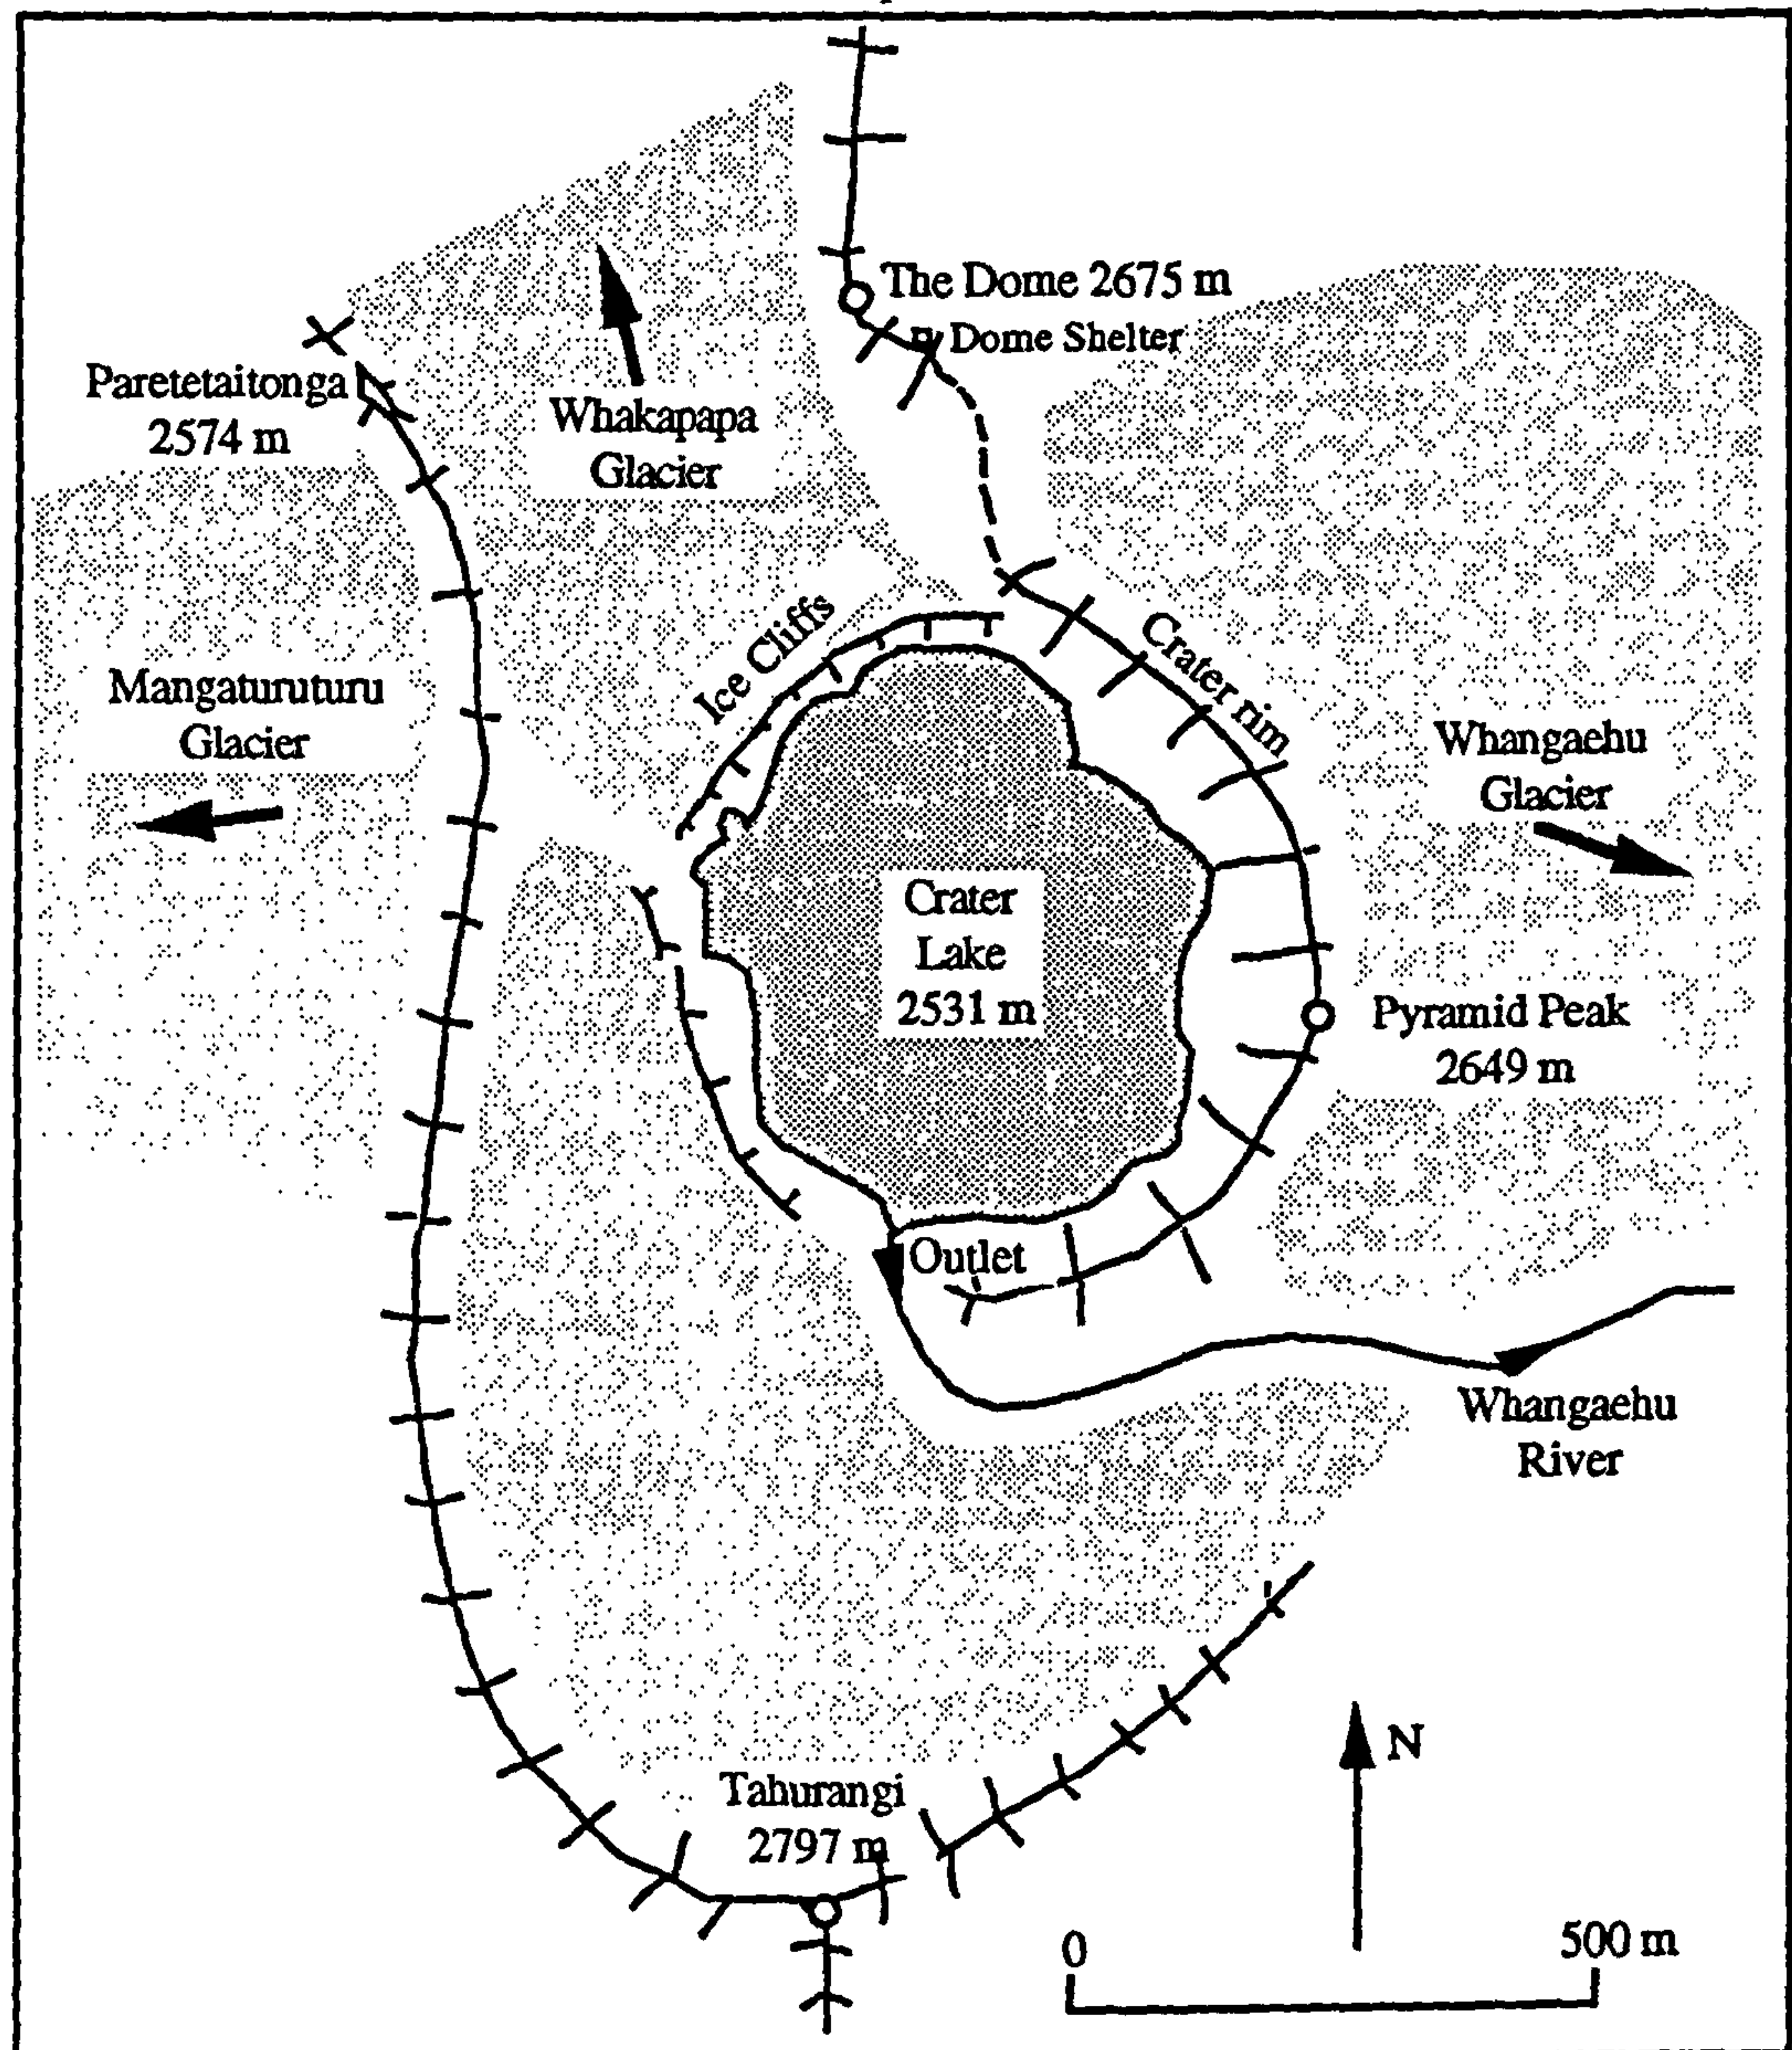 The Dome 2675 m
Dome Shelter
Paretetaitonga
2574 m
Whakapapa
Glacier
Ice Cliffs
Crater rim
Mangaturuturu
Glacier
Whangaehu
Glacier
Crater
Lake
2531 m
Pyramid Peak
2649 m
Outlet
Whangaehu
River
Tahurangi
2797 m
N
0
500 m